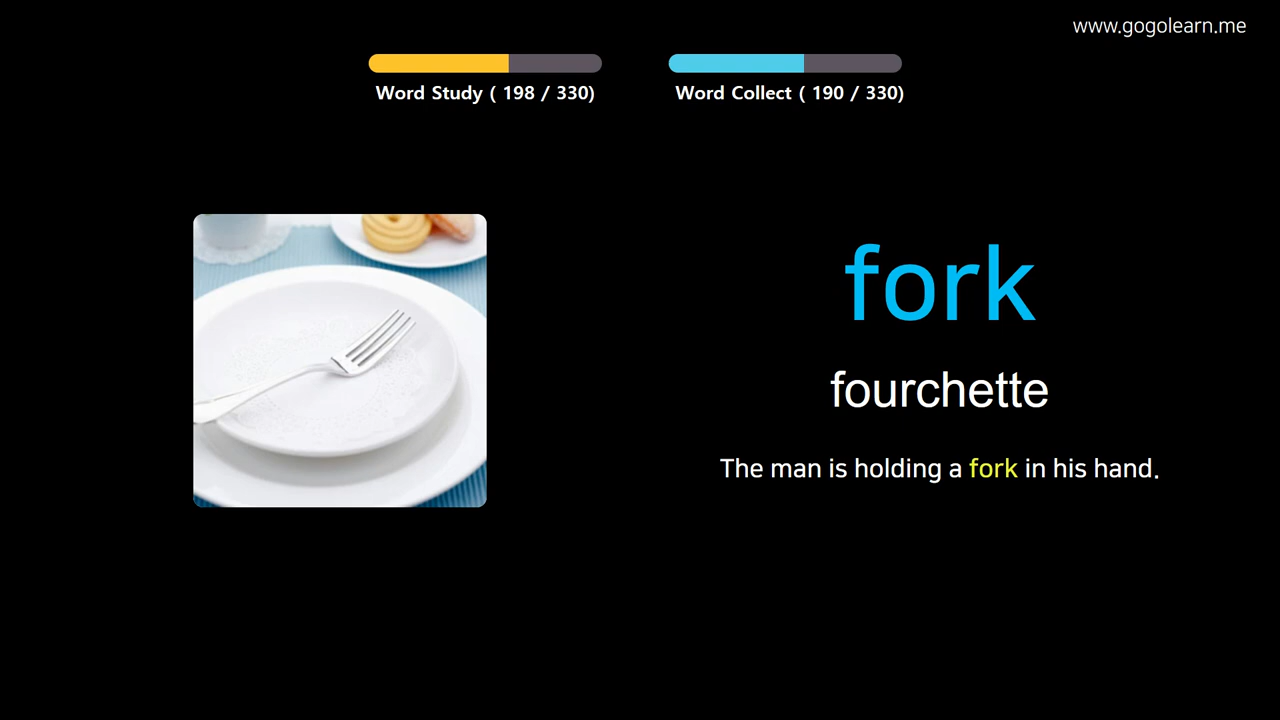 www.gogolearn.me
Word Study ( 198 / 330)
Word Collect ( 190 / 330)
fork
fourchette
The man is holding a fork in his hand.